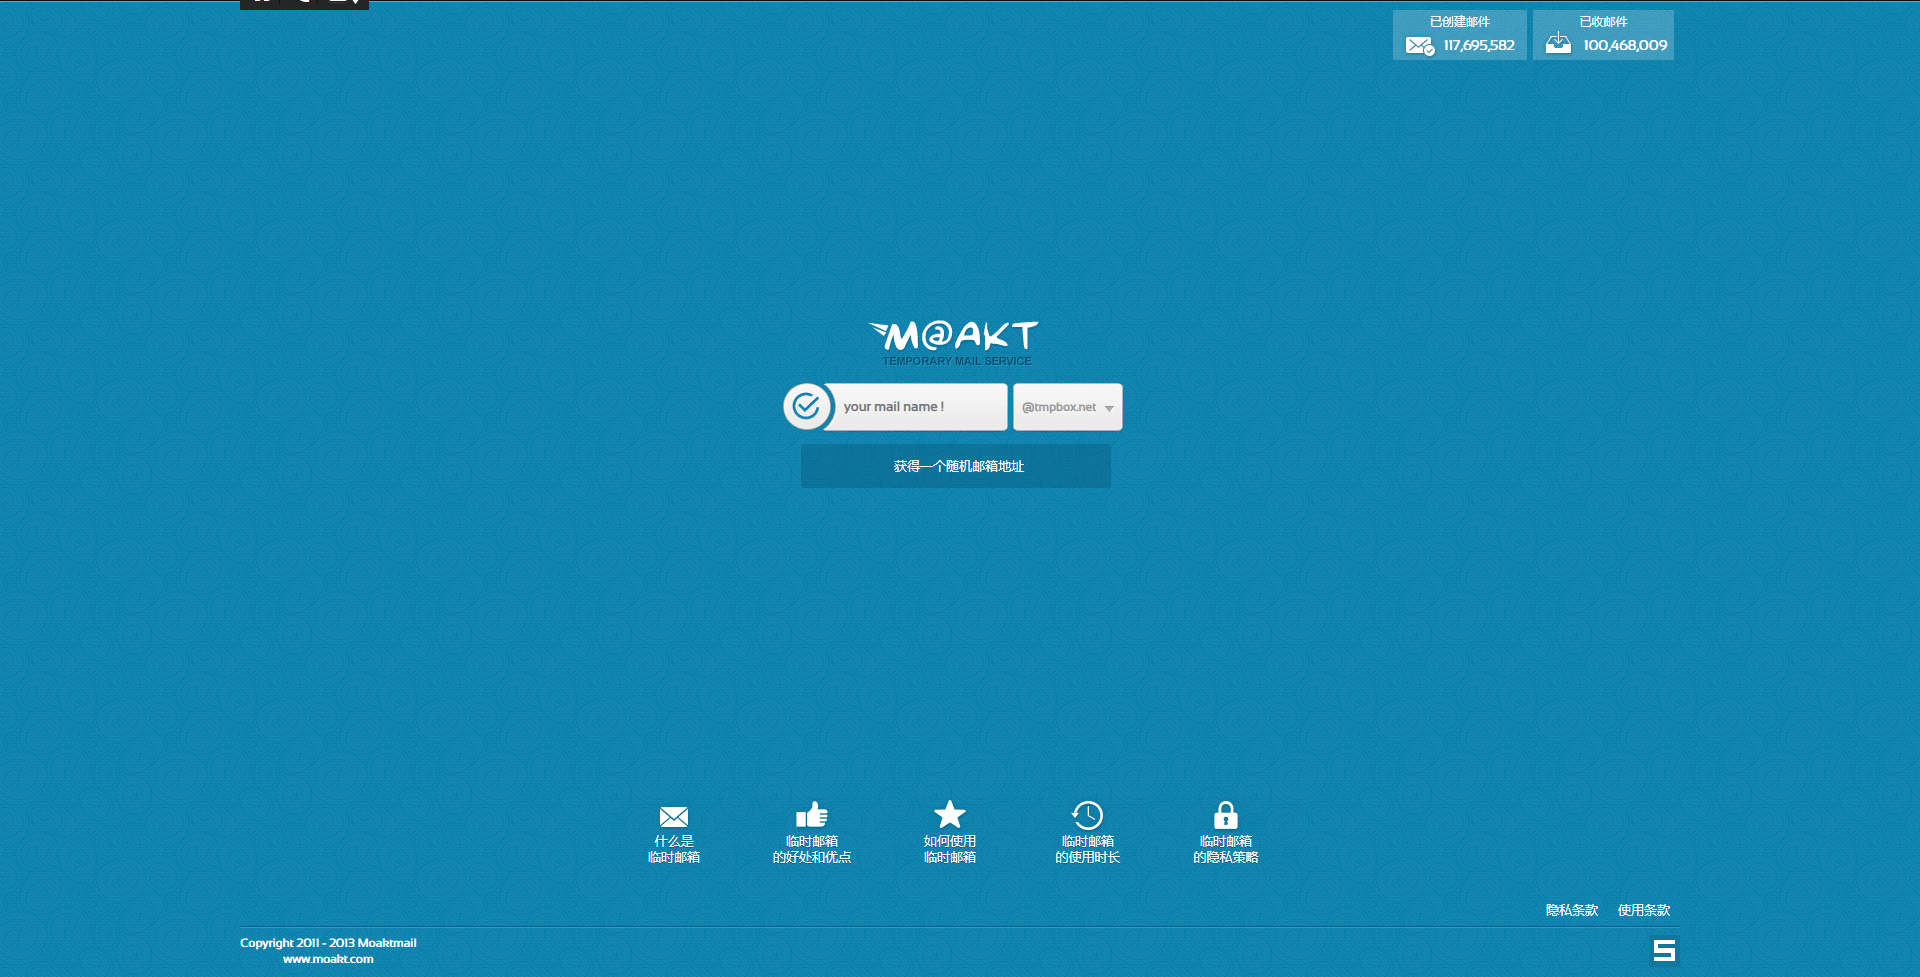 已创建邮件
117,695,582
已收邮件
100,468,009
M@AKT
TEMPORARY MAIL SERVICE
your mail name !
@tmpbox.net
获得一个随机邮箱地址
什么是
临时邮箱
临时邮箱
的好处和优点
如何使用
临时邮箱
临时邮箱
的使用时长
临时邮箱
的隐私策略
隐私条款
使用条款
Copyright 2011 - 2013 Moaktmail
www.moakt.com